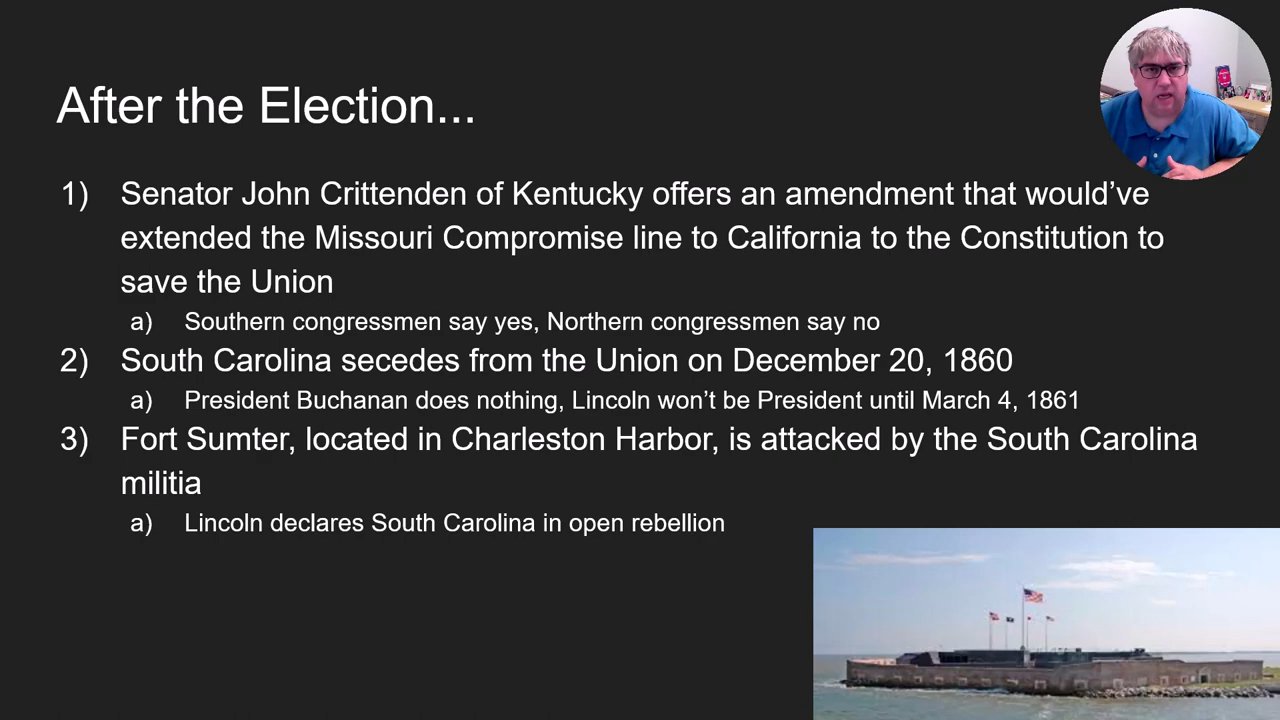 After the Election...
1) Senator John Crittenden of Kentucky offers an amendment that would’ve
extended the Missouri Compromise line to California to the Constitution to
save the Union
a) Southern congressmen say yes, Northern congressmen say no
2) South Carolina secedes from the Union on December 20, 1860
a) President Buchanan does nothing, Lincoln won’t be President until March 4, 1861
3) Fort Sumter, located in Charleston Harbor, is attacked by the South Carolina
militia
a) Lincoln declares South Carolina in open rebellion